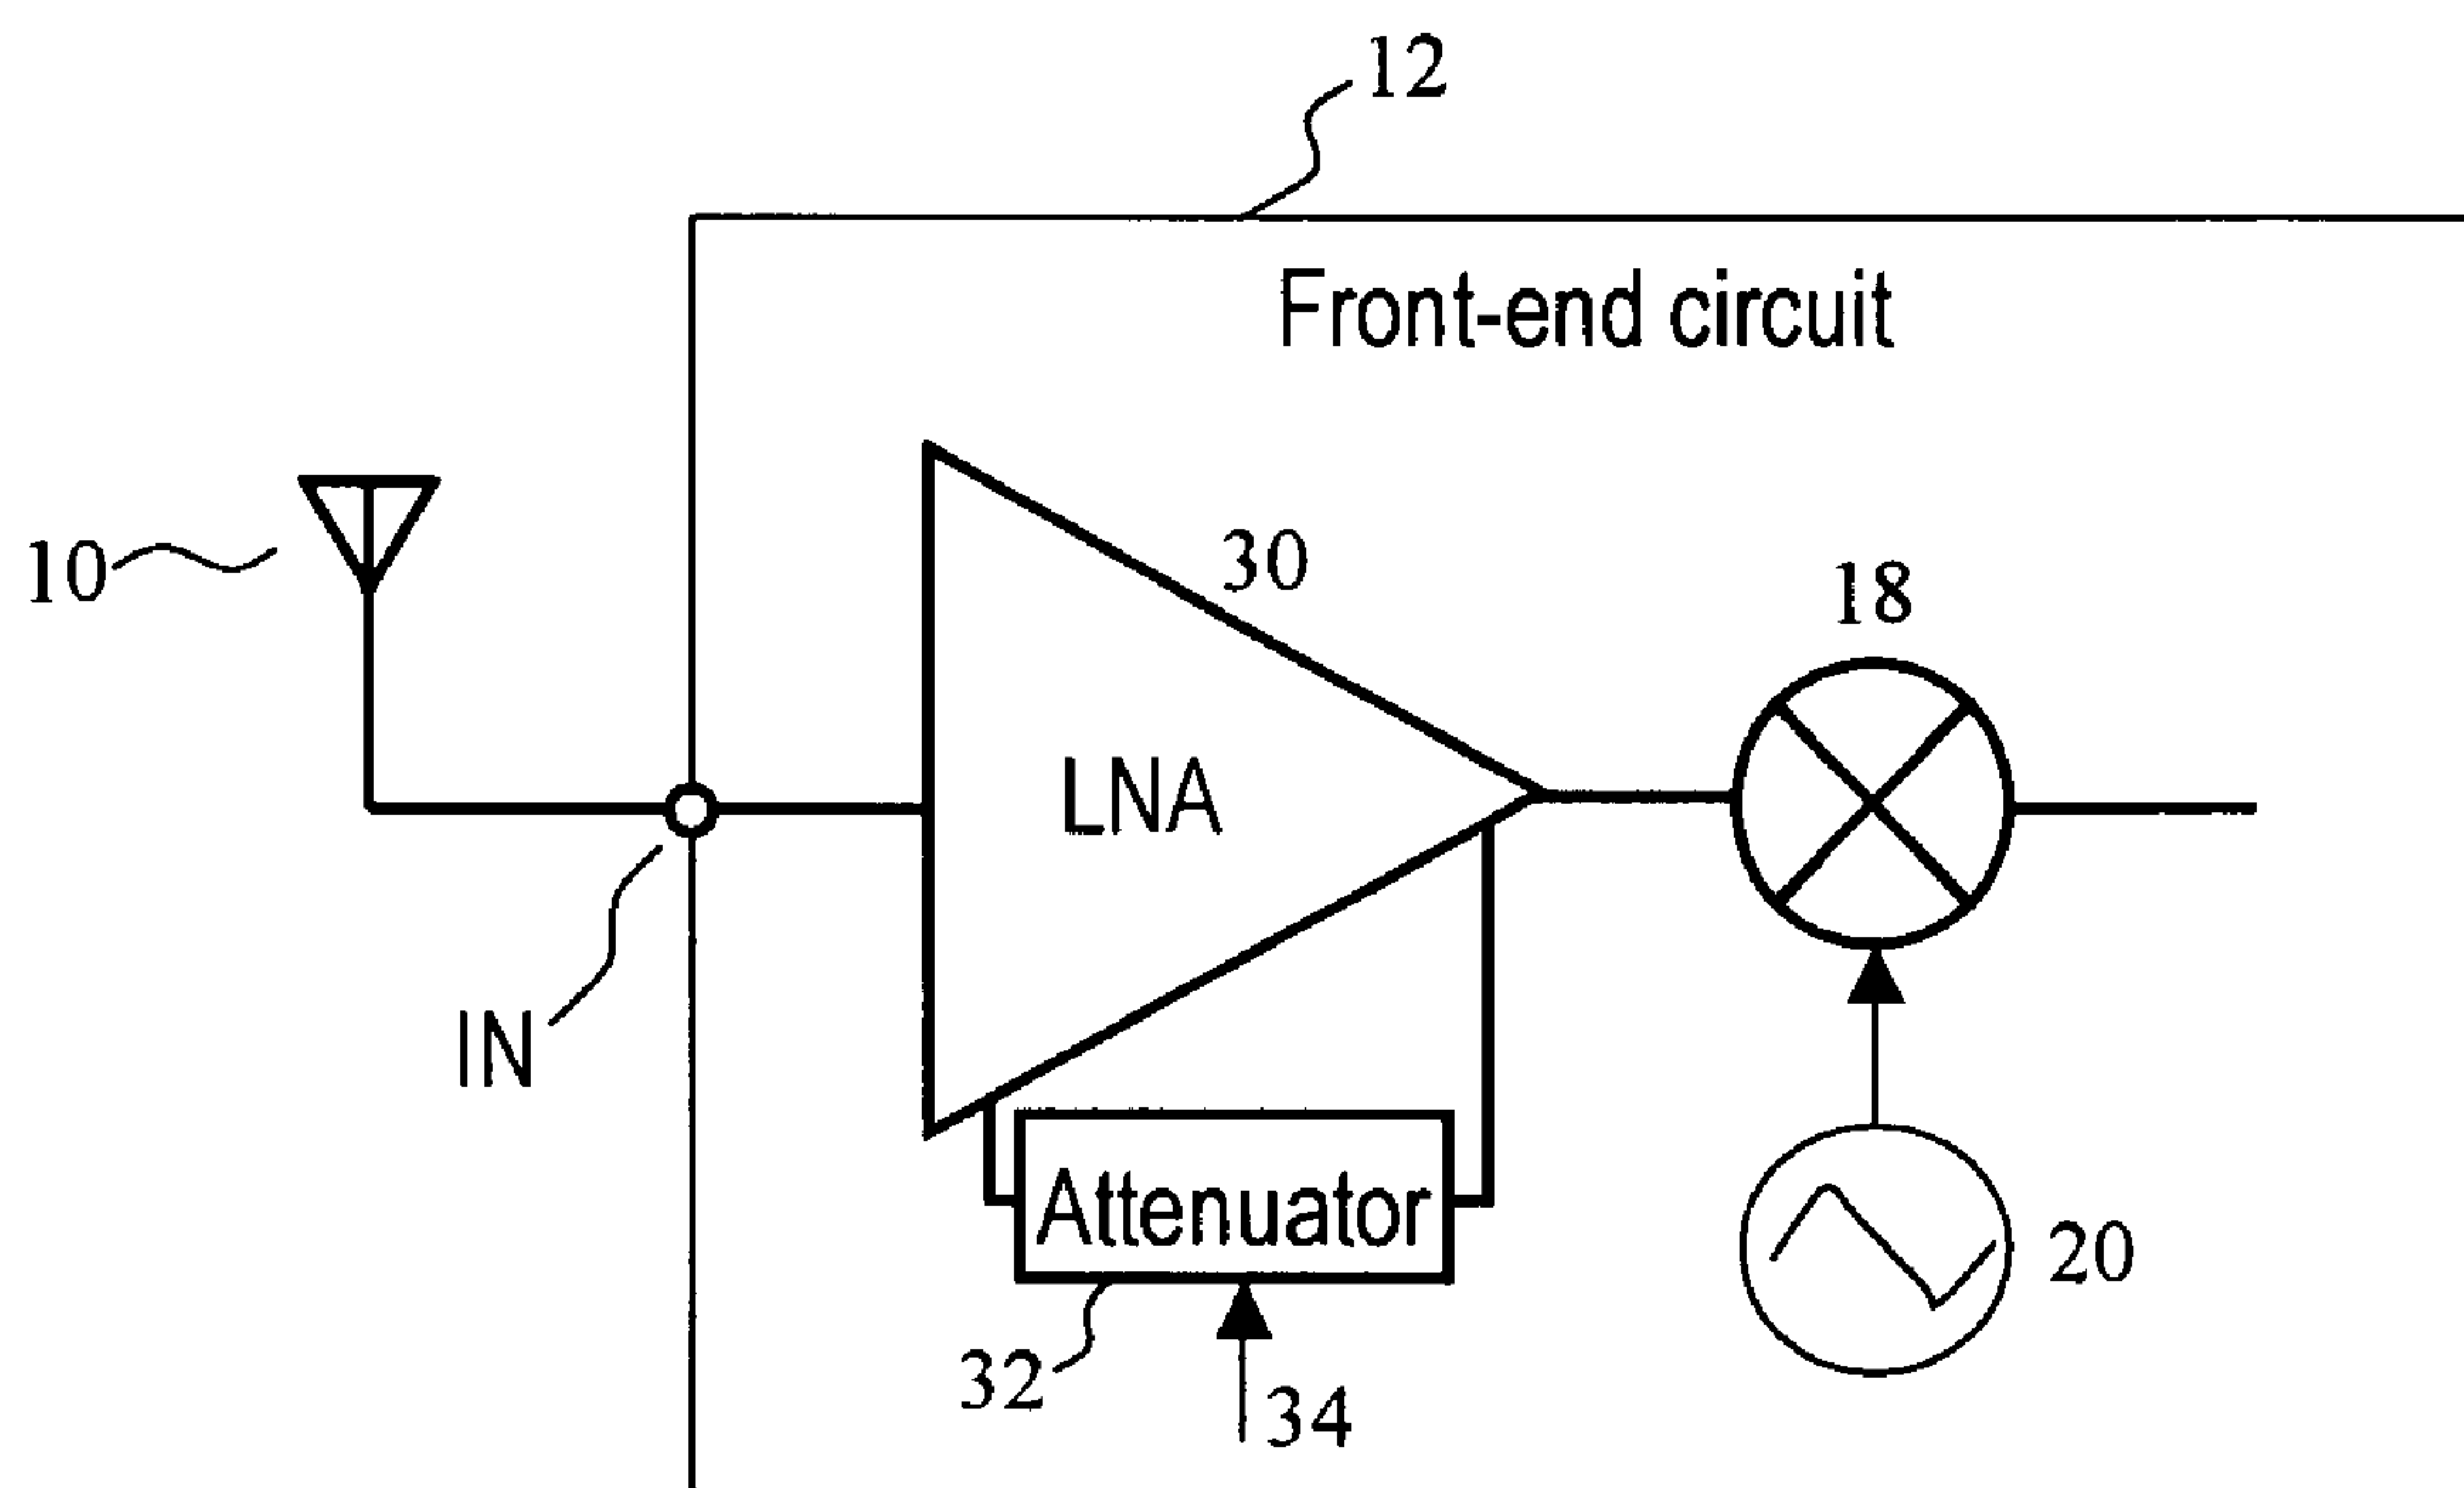 12
Front-end circuit
10
30
18
LNA
IN
Attenuator
20
32
34